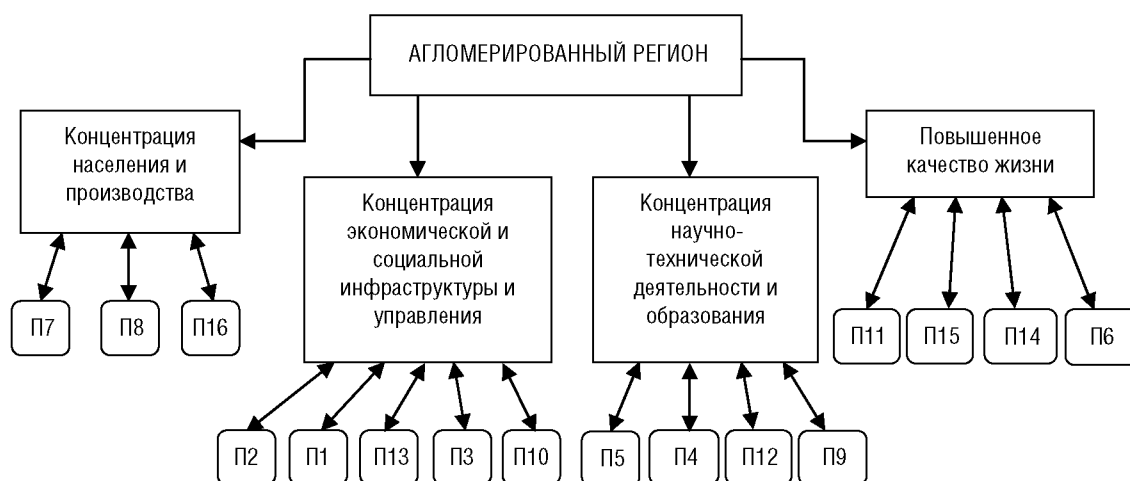 АГЛОМЕРИРОВАННЫЙ РЕГИОН
Концентрация
населения и
производства
Повышенное
качество жизни
Концентрация
экономической и
социальной
инфраструктуры и
управления
Концентрация
научно-
технической
деятельности и
образования
П7
П8
П16
П11
П15
П14
П6
П2
П1
П13
П3
П10
П5
П4
П12
П9